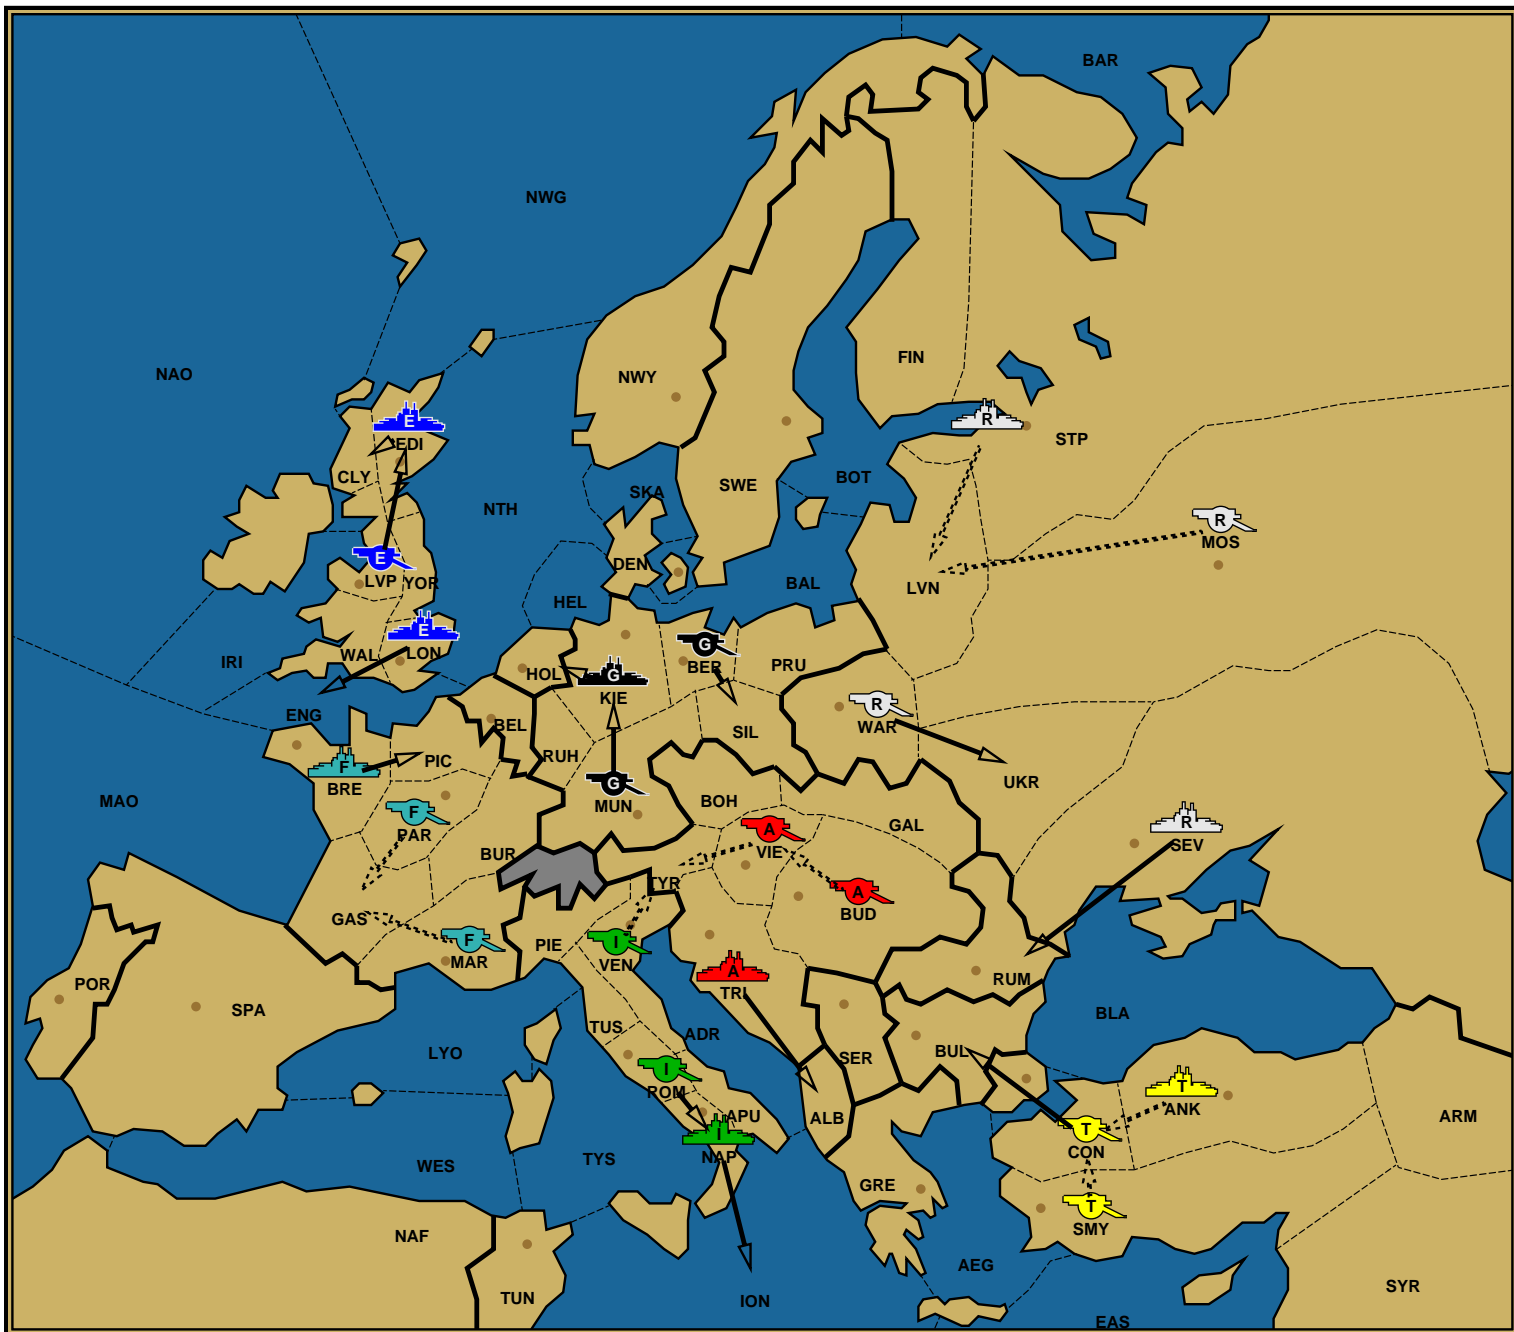 BAR
NWG
NAO
FIN
NWY
E
R
EDI
STP
CLY
BOT
SWE
SKA
NTH
R
MOS
E
DEN
LVP
YOR
BAL
LVN
HEL
E
G
LON
WAL
IRI
BER
PRU
HOL
G
KIE
R
ENG
BEL
WAR
SIL
RUH
PIC
F
BRE
G
UKR
MAO
BOH
MUN
F
R
PAR
A
GAL
SEV
VIE
BUR
TYR
A
BUD
GAS
F
I
PIE
MAR
VEN
A
RUM
POR
TRI
SPA
BLA
TUS
ADR
LYO
BUL
SER
I
ROM
T
ANK
APU
ALB
ARM
I
T
NAP
CON
TYS
WES
GRE
T
SMY
NAF
AEG
SYR
TUN
ION
EAS